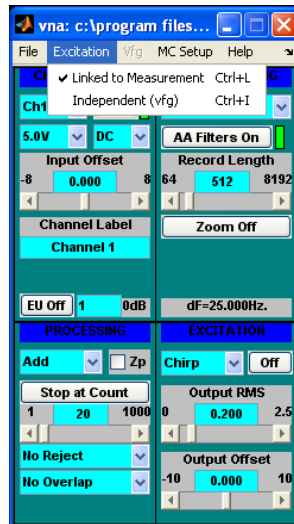 vna: c:\program files...
File Excitation Vfg MC Setup Help
✓ Linked to Measurement Ctrl+L
Independent (vfg) Ctrl+I
Ch1
5.0V DC AA Filters On
Input Offset Record Length
-8 0.000 8 64 512 8192
Channel Label Zoom Off
Channel 1
EU Off 1 0dB dF=25.000Hz.
PROCESSING EXCITATION
Add Zp Chirp Off
Stop at Count Output RMS
1 20 1000 0 0.200 2.5
No Reject Output Offset
No Overlap -10 0.000 10